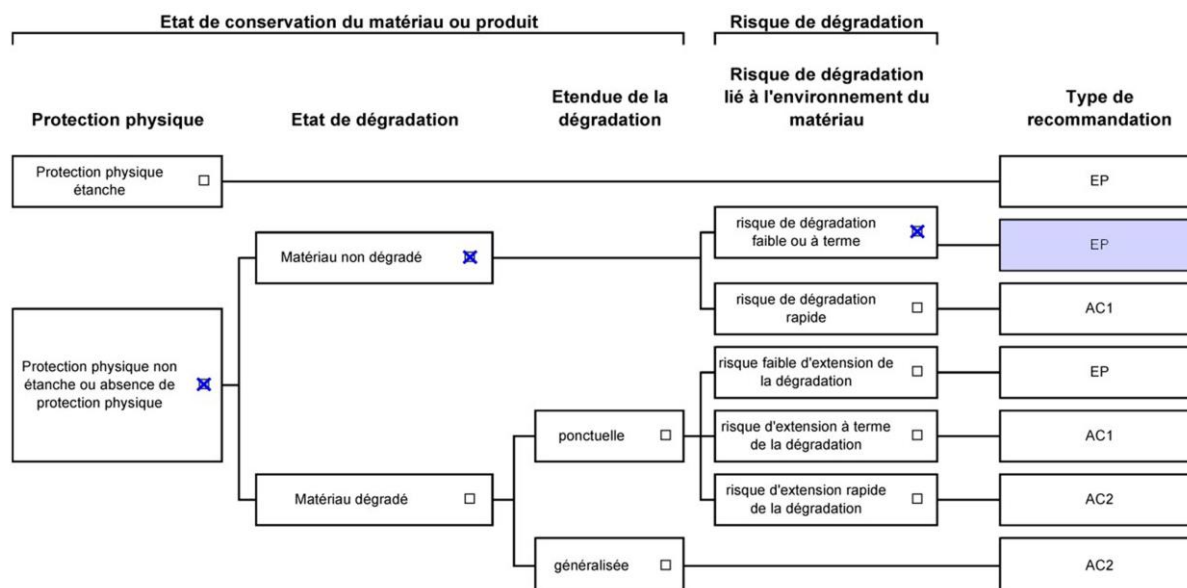 Etat de conservation du matériau ou produit
Risque de dégradation
Protection physique
Etat de dégradation
Etendue de la
dégradation
Risque de dégradation
lié à l'environnement du
matériau
Type de
recommandation
Protection physique
étanche
EP
risque de dégradation
faible ou à terme
EP
Matériau non dégradé
risque de dégradation
rapide
AC1
Protection physique non
étanche ou absence de
protection physique
risque faible d'extension de
la dégradation
EP
ponctuelle
risque d'extension à terme
de la dégradation
AC1
Matériau dégradé
risque d'extension rapide
de la dégradation
AC2
généralisée
AC2